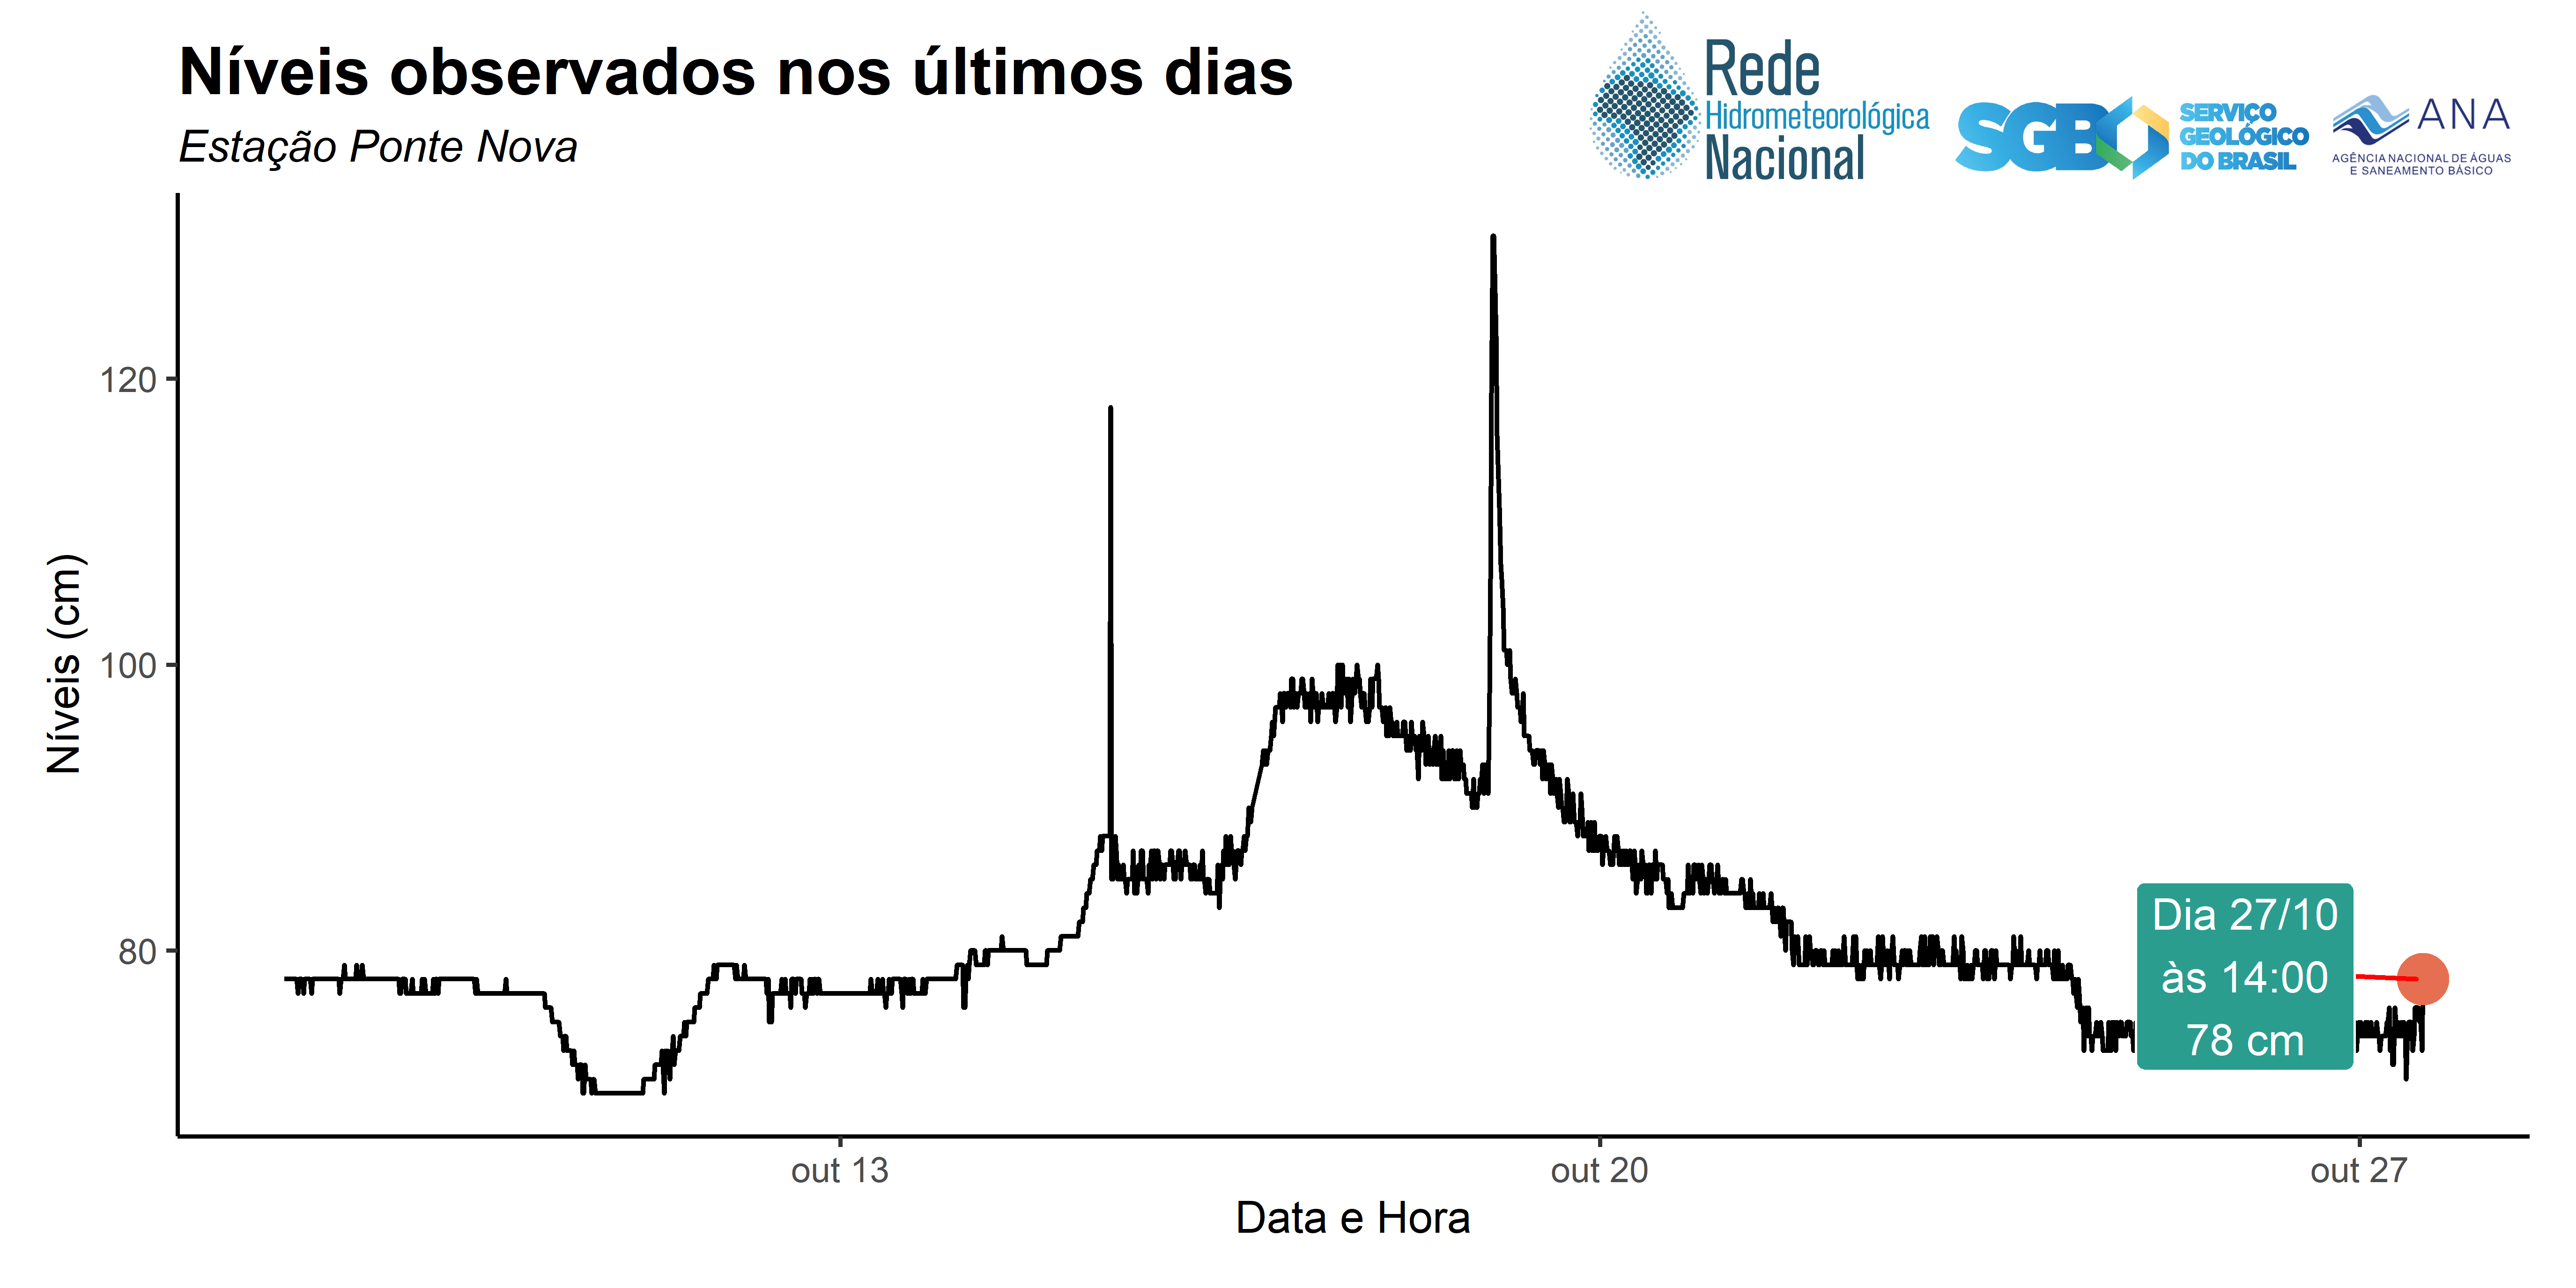 Níveis observados nos últimos dias
Estação Ponte Nova
Rede
Hidrometeorológica
Nacional
SGB
SERVIÇO
GEOLÓGICO
DO BRASIL
ANA
AGÊNCIA NACIONAL DE ÁGUAS
E SANEAMENTO BÁSICO
Níveis (cm)
120
100
80
Dia 27/10
às 14:00
78 cm
out 13
out 20
out 27
Data e Hora